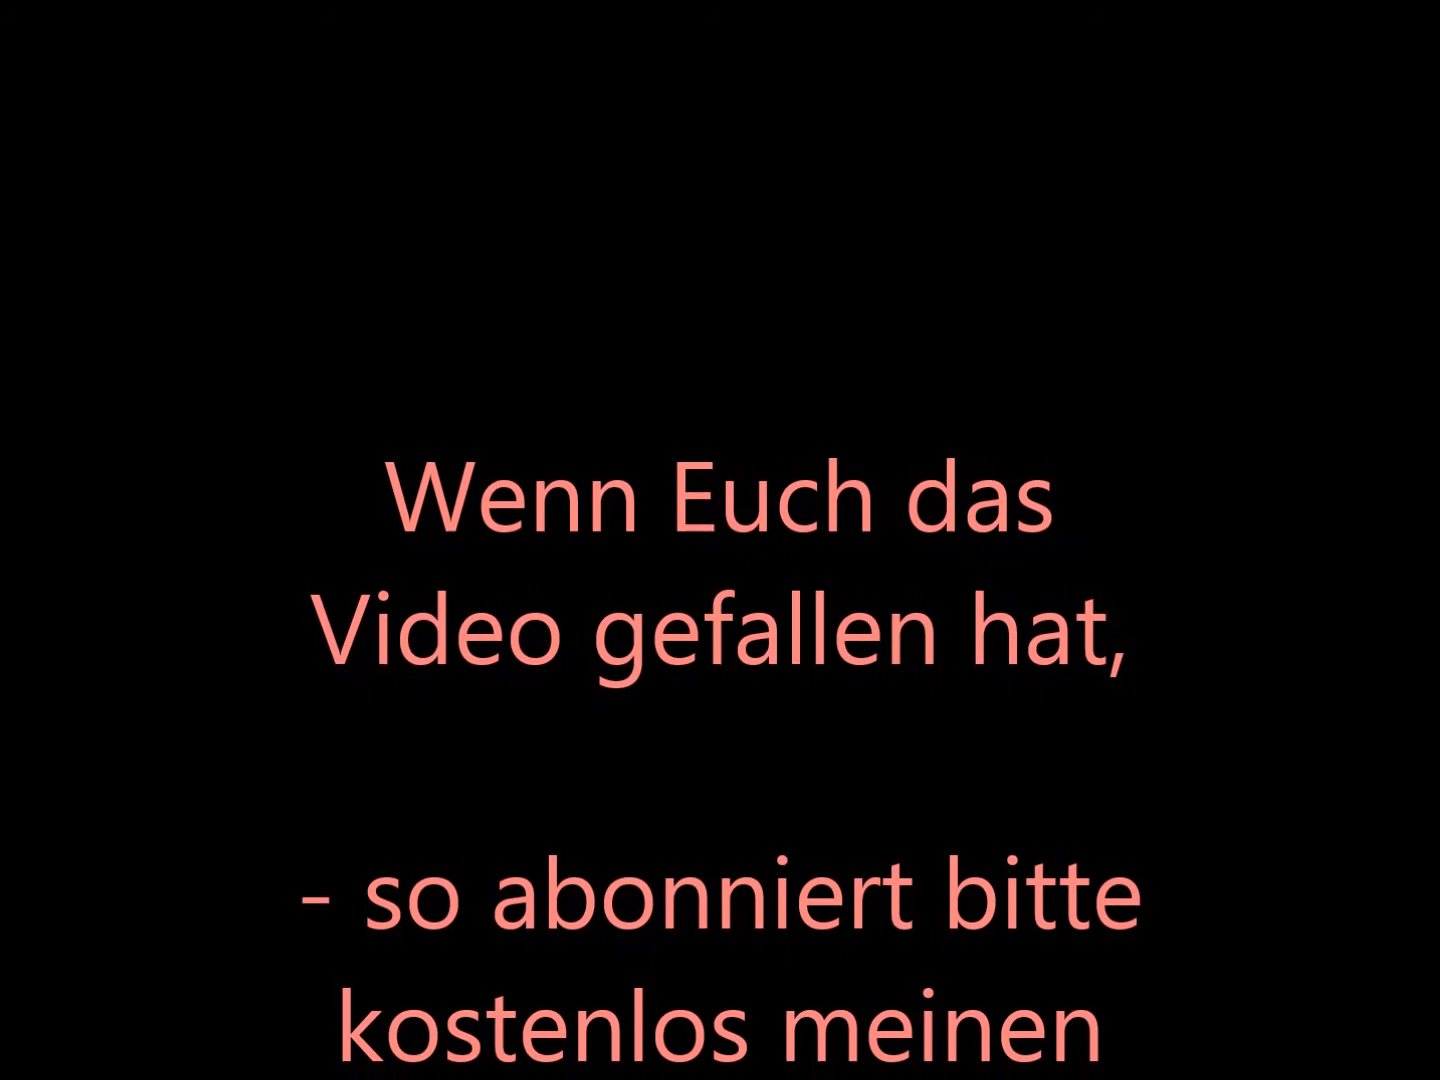 Wenn Euch das
Video gefallen hat,
- so abonniert bitte
kostenlos meinen